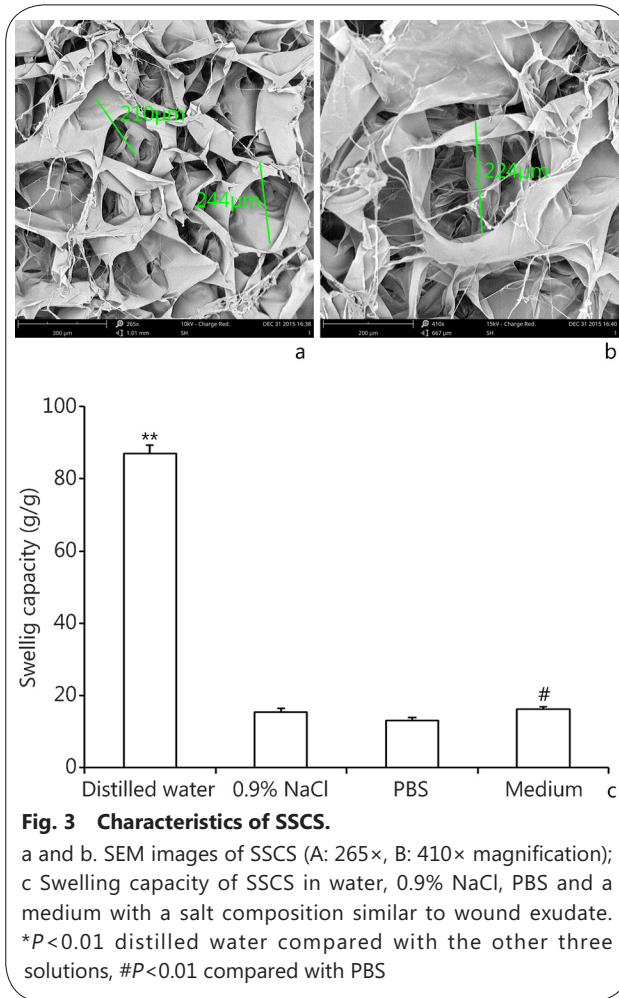 210μm
244μm
224μm
300 μm 265x 1.01 mm 10kV - Charge Red. SH DEC 31 2015 16:38 1
200 μm 410x 667 μm 15kV - Charge Red. SH DEC 31 2015 16:40 1
a
b
Swellig capacity (g/g)
100
80
60
40
20
0
**
#
Distilled water 0.9% NaCl PBS Medium c
Fig. 3 Characteristics of SSCS.
a and b. SEM images of SSCS (A: 265×, B: 410× magnification);
c Swelling capacity of SSCS in water, 0.9% NaCl, PBS and a
medium with a salt composition similar to wound exudate.
*P<0.01 distilled water compared with the other three
solutions, #P<0.01 compared with PBS